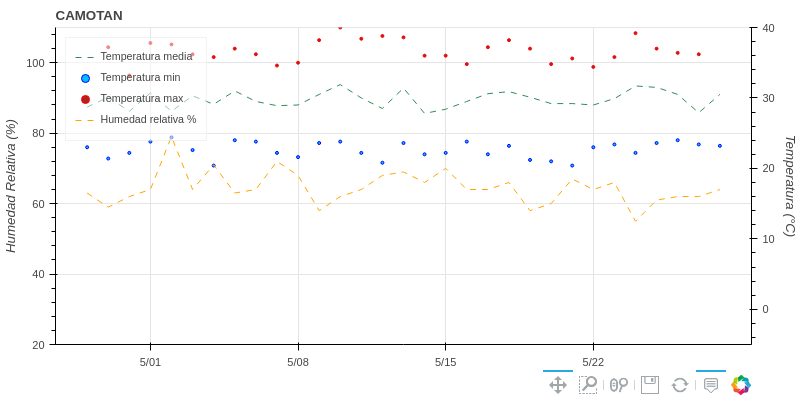 CAMOTAN
Temperatura media
Temperatura min
Temperatura max
Humedad relativa %
Humedad Relativa (%)
100
80
60
40
20
Temperatura (°C)
40
30
20
10
0
5/01
5/08
5/15
5/22